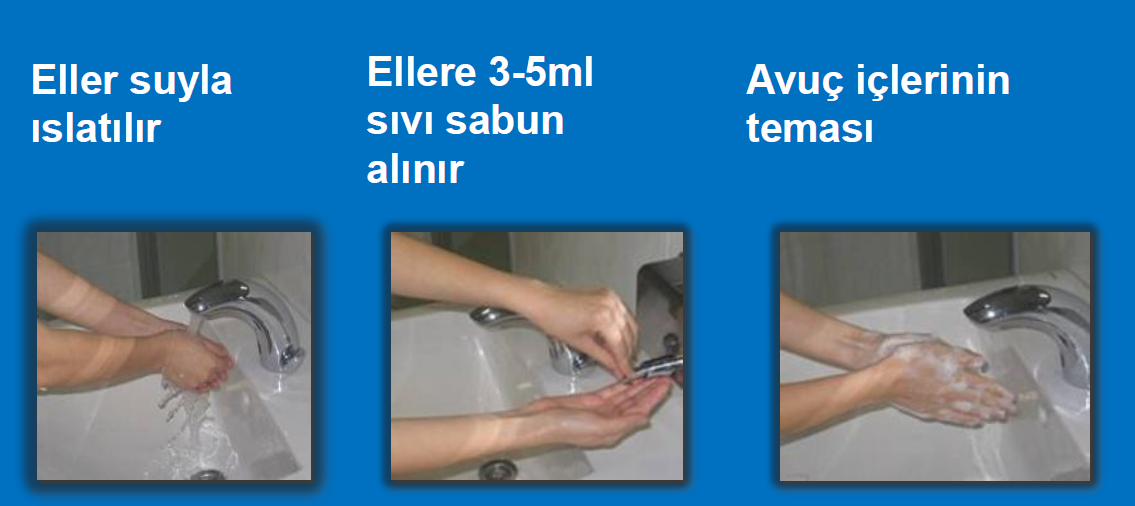 Eller suyla
ıslatılır
Ellere 3-5ml
sıvı sabun
alınır
Avuç içlerinin
teması